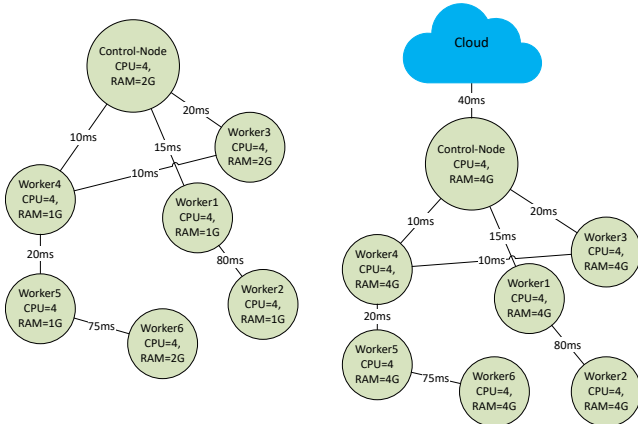 Control-Node
CPU=4,
RAM=2G
10ms
15ms
20ms
Worker3
CPU=4,
RAM=2G
10ms
Worker4
CPU=4,
RAM=1G
Worker1
CPU=4,
RAM=1G
20ms
80ms
Worker5
CPU=4
RAM=1G
Worker2
CPU=4,
RAM=1G
75ms
Worker6
CPU=4,
RAM=2G
Cloud
40ms
Control-Node
CPU=4,
RAM=4G
10ms
15ms
20ms
Worker3
CPU=4,
RAM=4G
10ms
Worker4
CPU=4,
RAM=4G
Worker1
CPU=4,
RAM=4G
20ms
80ms
Worker5
CPU=4
RAM=4G
75ms
Worker6
CPU=4,
RAM=4G
Worker2
CPU=4,
RAM=4G